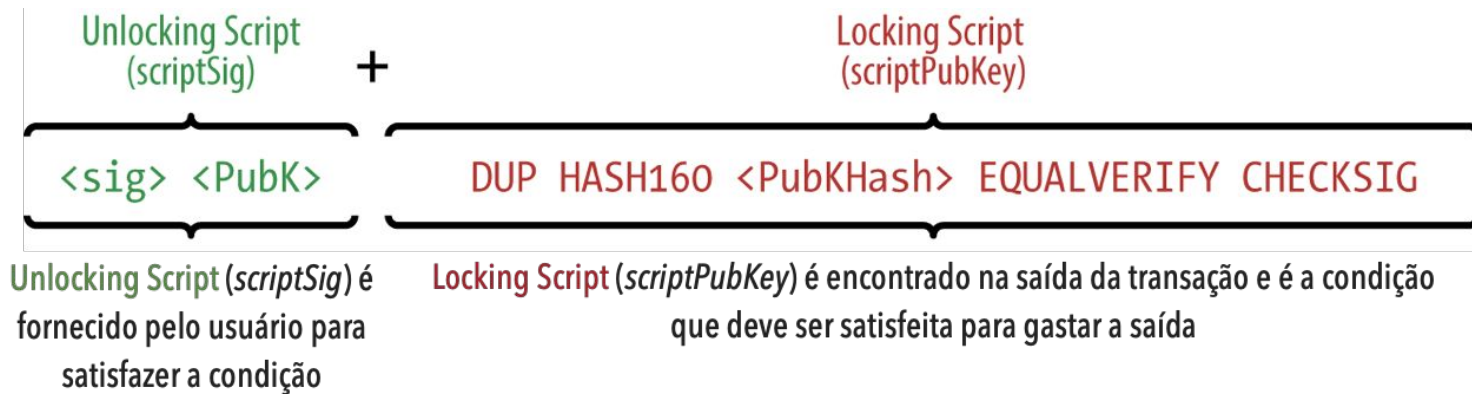 Unlocking Script
(scriptSig)
+
Locking Script
(scriptPubKey)
<sig> <PubK>
DUP HASH160 <PubKHash> EQUALVERIFY CHECKSIG
Unlocking Script (scriptSig) é
fornecido pelo usuário para
satisfazer a condição
Locking Script (scriptPubKey) é encontrado na saída da transação e é a condição
que deve ser satisfeita para gastar a saída